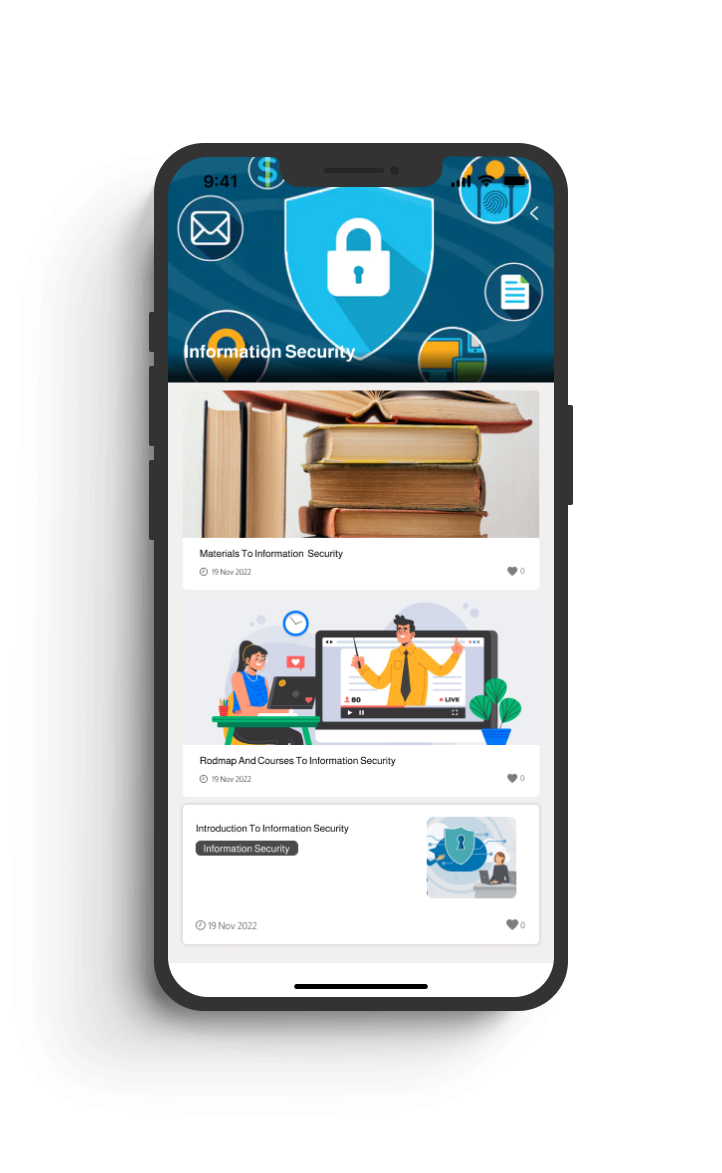 9:41
$
Information Security
Materials To Information Security
19 Nov 2022
0
80
LIVE
Rodmap And Courses To Information Security
19 Nov 2022
0
Introduction To Information Security
Information Security
19 Nov 2022
0